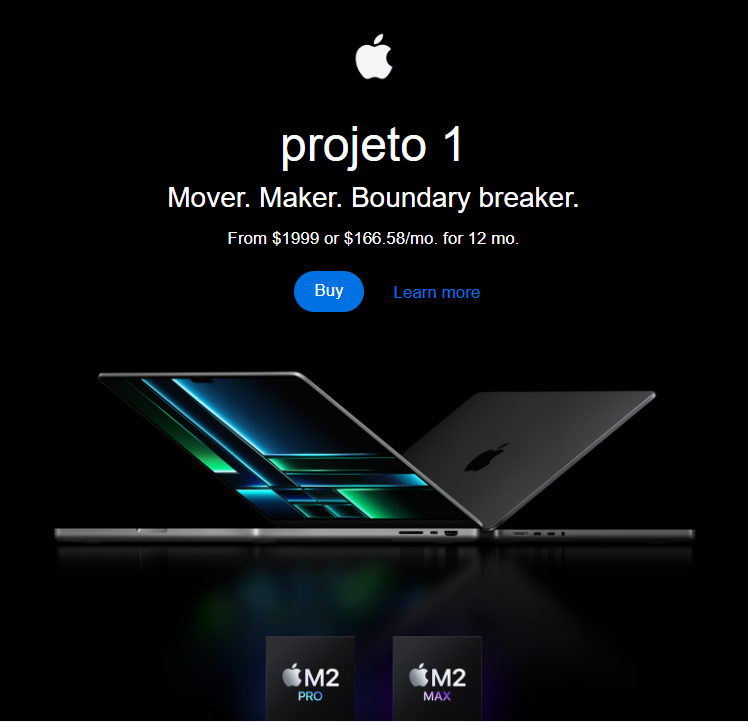 projeto 1
Mover. Maker. Boundary breaker.
From $1999 or $166.58/mo. for 12 mo.
Buy Learn more
M2 M2
PRO MAX